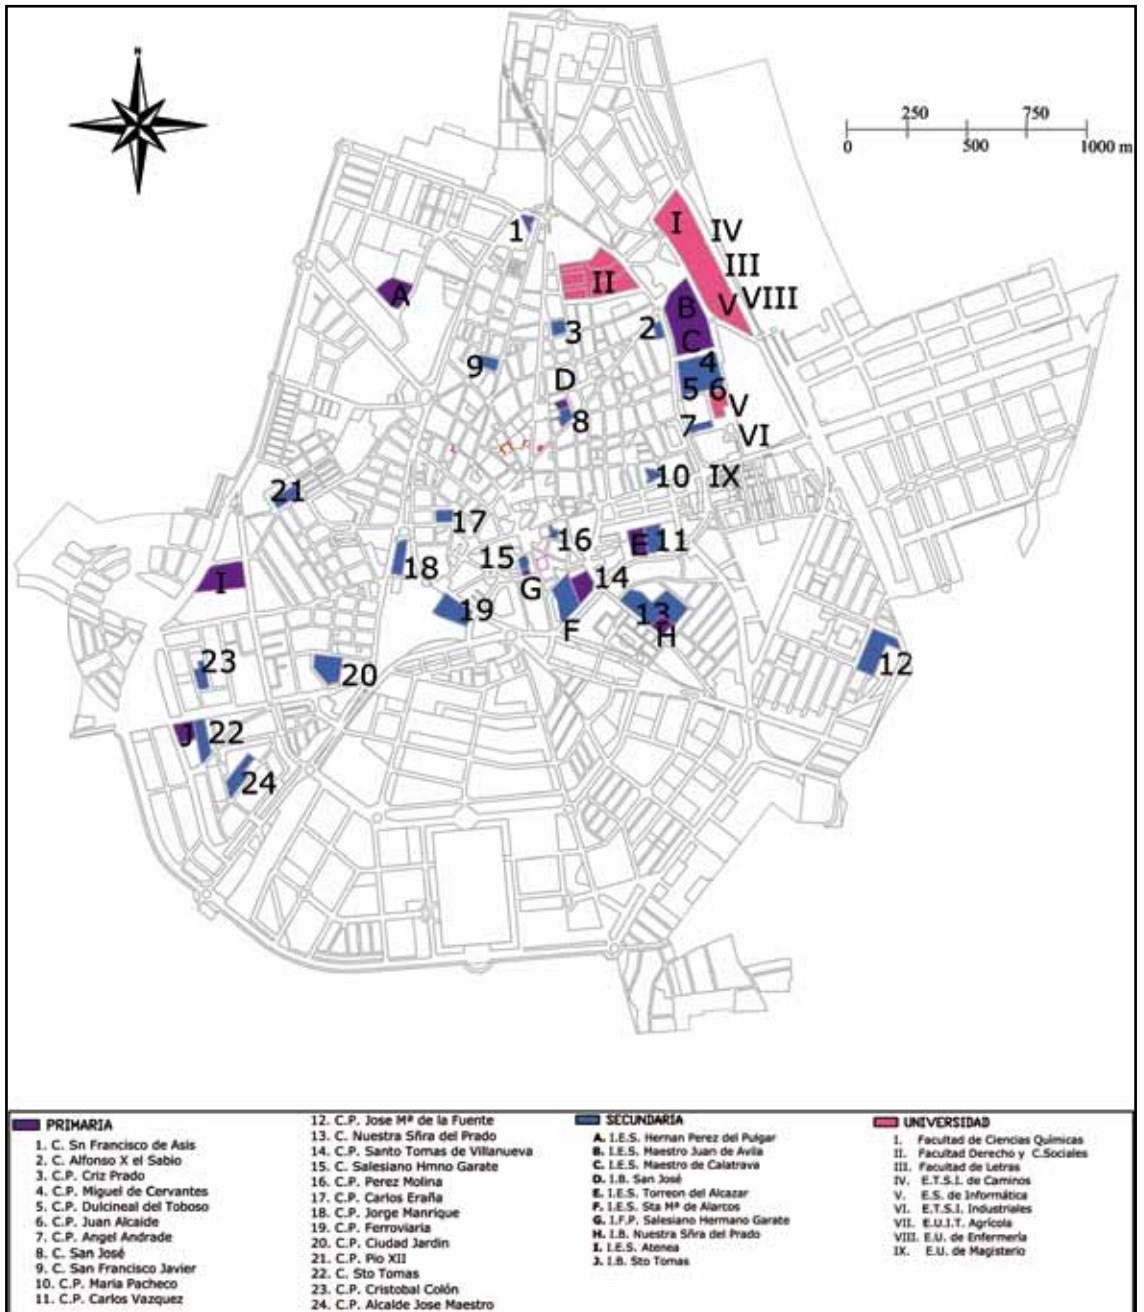 N
250 750
0 500 1000 m
I
IV
1
III
II
A
V VIII
B
3
2
C
9
4
D
5 6
V
8
7
VI
10
IX
21
17
16
E 11
15
18
I
G
14
19
13
F
H
23
20
12
J
22
24
PRIMARIA
1. C. Sn Francisco de Asis
2. C. Alfonso X el Sabio
3. C.P. Criz Prado
4. C.P. Miguel de Cervantes
5. C.P. Dulcineal del Toboso
6. C.P. Juan Alcaide
7. C.P. Angel Andrade
8. C. San José
9. C. San Francisco Javier
10. C.P. Maria Pacheco
11. C.P. Carlos Vazquez
12. C.P. Jose Mª de la Fuente
13. C. Nuestra Sñra del Prado
14. C.P. Santo Tomas de Villanueva
15. C. Salesiano Hmno Garate
16. C.P. Perez Molina
17. C.P. Carlos Eraña
18. C.P. Jorge Manrique
19. C.P. Ferroviaria
20. C.P. Ciudad Jardin
21. C.P. Pio XII
22. C. Sto Tomas
23. C.P. Cristobal Colón
24. C.P. Alcalde Jose Maestro
SECUNDARIA
A. I.E.S. Hernan Perez del Pulgar
B. I.E.S. Maestro Juan de Avila
C. I.E.S. Maestro de Calatrava
D. I.B. San José
E. I.E.S. Torreon del Alcazar
F. I.E.S. Sta Mª de Alarcos
G. I.F.P. Salesiano Hermano Garate
H. I.B. Nuestra Sñra del Prado
I. I.E.S. Atenea
J. I.B. Sto Tomas
UNIVERSIDAD
I. Facultad de Ciencias Químicas
II. Facultad Derecho y C.Sociales
III. Facultad de Letras
IV. E.T.S.I. de Caminos
V. E.S. de Informática
VI. E.T.S.I. Industriales
VII. E.U.I.T. Agrícola
VIII. E.U. de Enfermería
IX. E.U. de Magisterio